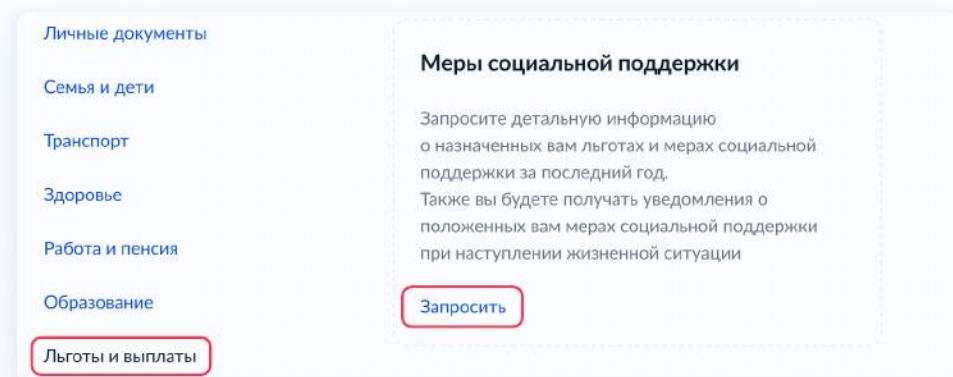 Личные документы
Семья и дети
Транспорт
Здоровье
Работа и пенсия
Образование
Льготы и выплаты
Меры социальной поддержки
Запросите детальную информацию
о назначенных вам льготах и мерах социальной
поддержки за последний год.
Также вы будете получать уведомления о
положенных вам мерах социальной поддержки
при наступлении жизненной ситуации
Запросить